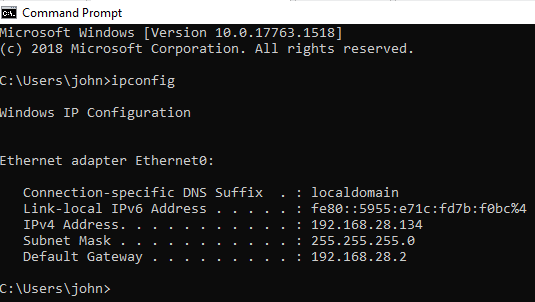 Command Prompt
Microsoft Windows [Version 10.0.17763.1518]
(c) 2018 Microsoft Corporation. All rights reserved.
C:\Users\john>ipconfig
Windows IP Configuration
Ethernet adapter Ethernet0:
   Connection-specific DNS Suffix  . : localdomain
   Link-local IPv6 Address . . . . . : fe80::5955:e71c:fd7b:f0bc%4
   IPv4 Address. . . . . . . . . . . : 192.168.28.134
   Subnet Mask . . . . . . . . . . . : 255.255.255.0
   Default Gateway . . . . . . . . . : 192.168.28.2
C:\Users\john>